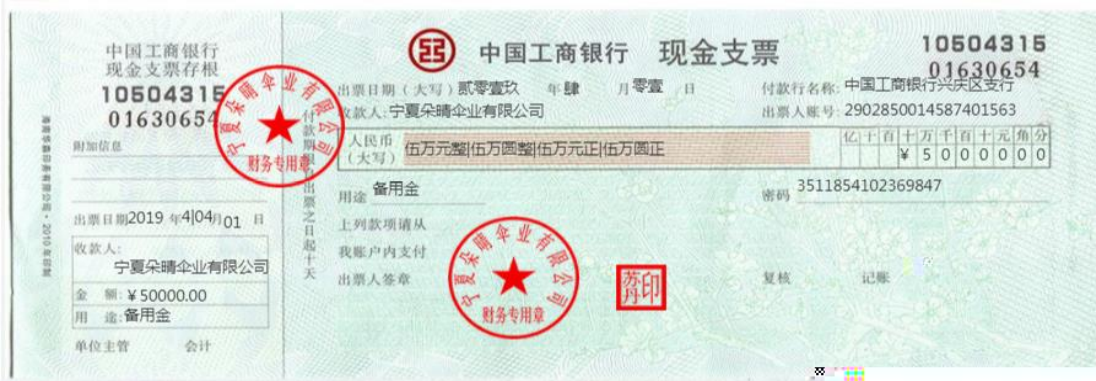 中国工商银行
现金支票存根
10504315
01630654
附加信息
出票日期2019 年4|04月01 日
收款人:
宁夏朵晴伞业有限公司
金 额:¥50000.00
用 途:备用金
单位主管 会计
付款期限自出票之日起十天
中国工商银行 现金支票
10504315
01630654
出票日期(大写)贰零壹玖 年肆 月零壹 日
付款行名称:中国工商银行兴庆区支行
收款人:宁夏朵晴伞业有限公司
出票人账号:2902850014587401563
人民币
(大写)
伍万元整|伍万圆整|伍万元正|伍万圆正
亿千百十万千百十元角分
¥5000000
用途 备用金
密码 3511854102369847
上列款项请从
我账户内支付
出票人签章
复核 记账
宁夏朵晴伞业有限公司
财务专用章
宁夏朵晴伞业有限公司
财务专用章
苏丹印